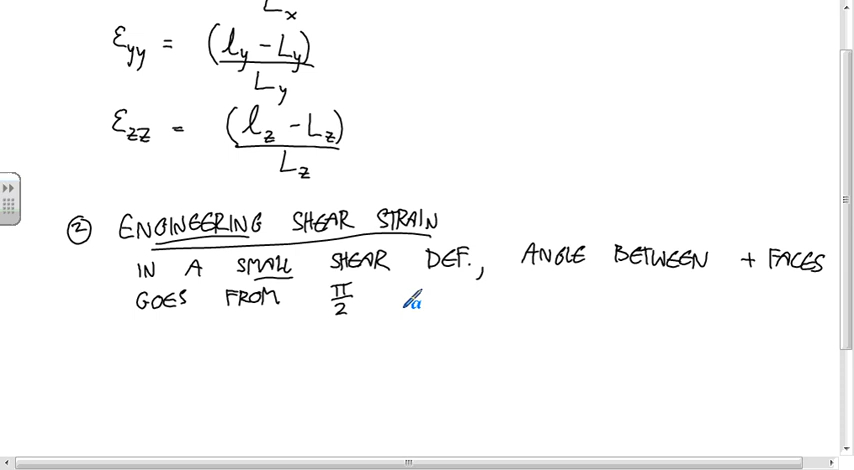 Lx
εyy = (ly - Ly)
Ly
εzz = (lz - Lz)
Lz
② ENGINEERING SHEAR STRAIN
IN A SMALL SHEAR DEF., ANGLE BETWEEN + FACES
GOES FROM π/2